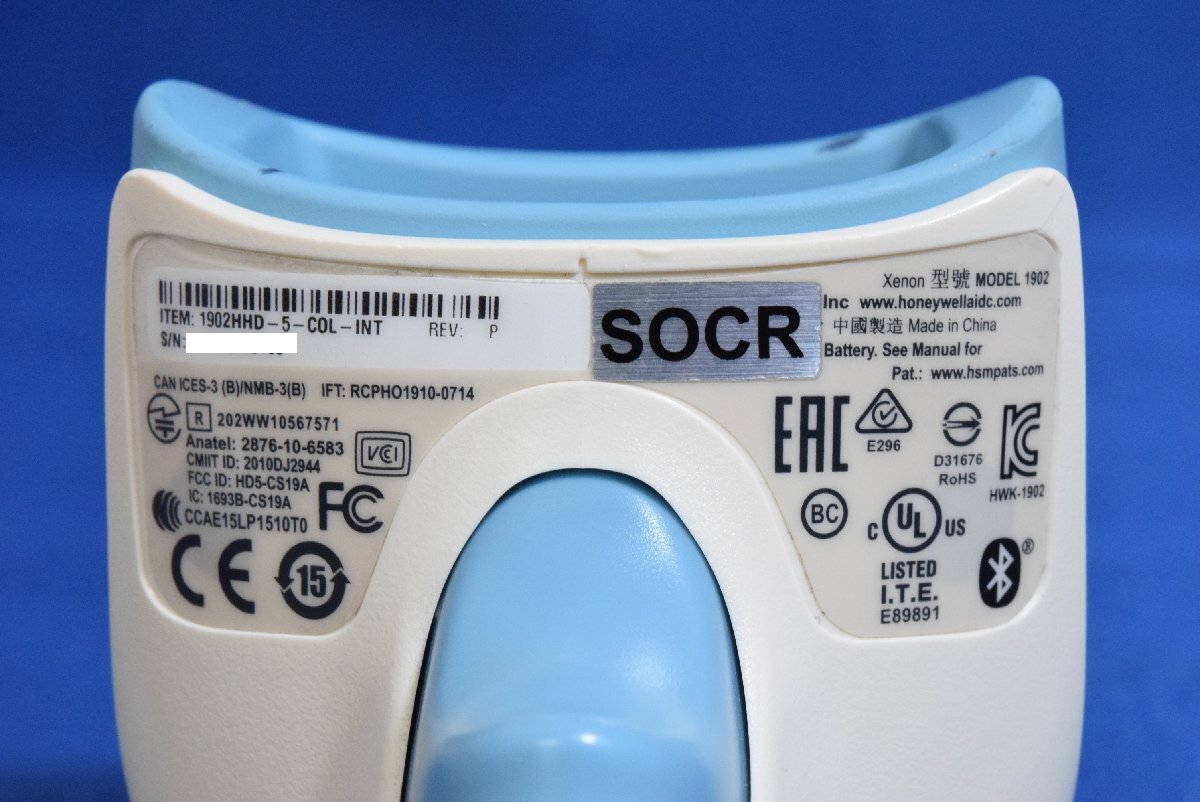 ITEM: 1902HHD-5-COL-INT REV: P
S/N:
CAN ICES-3 (B)/NMB-3(B) IFT: RCPHO1910-0714
R 202WW10567571
Anatel: 2876-10-6583
CMIIT ID: 2010DJ2944
VCCI
FCC ID: HD5-CS19A
IC: 1693B-CS19A
CCAE15LP1510T0
FC
CE 15
SOCR
Xenon 型號 MODEL 1902
Inc www.honeywellaidc.com
中國製造 Made in China
Battery. See Manual for
Pat.: www.hsmpats.com
EAC
E296
D31676
RoHS
KC
HWK-1902
BC
C UL US
®
LISTED
I.T.E.
E89891